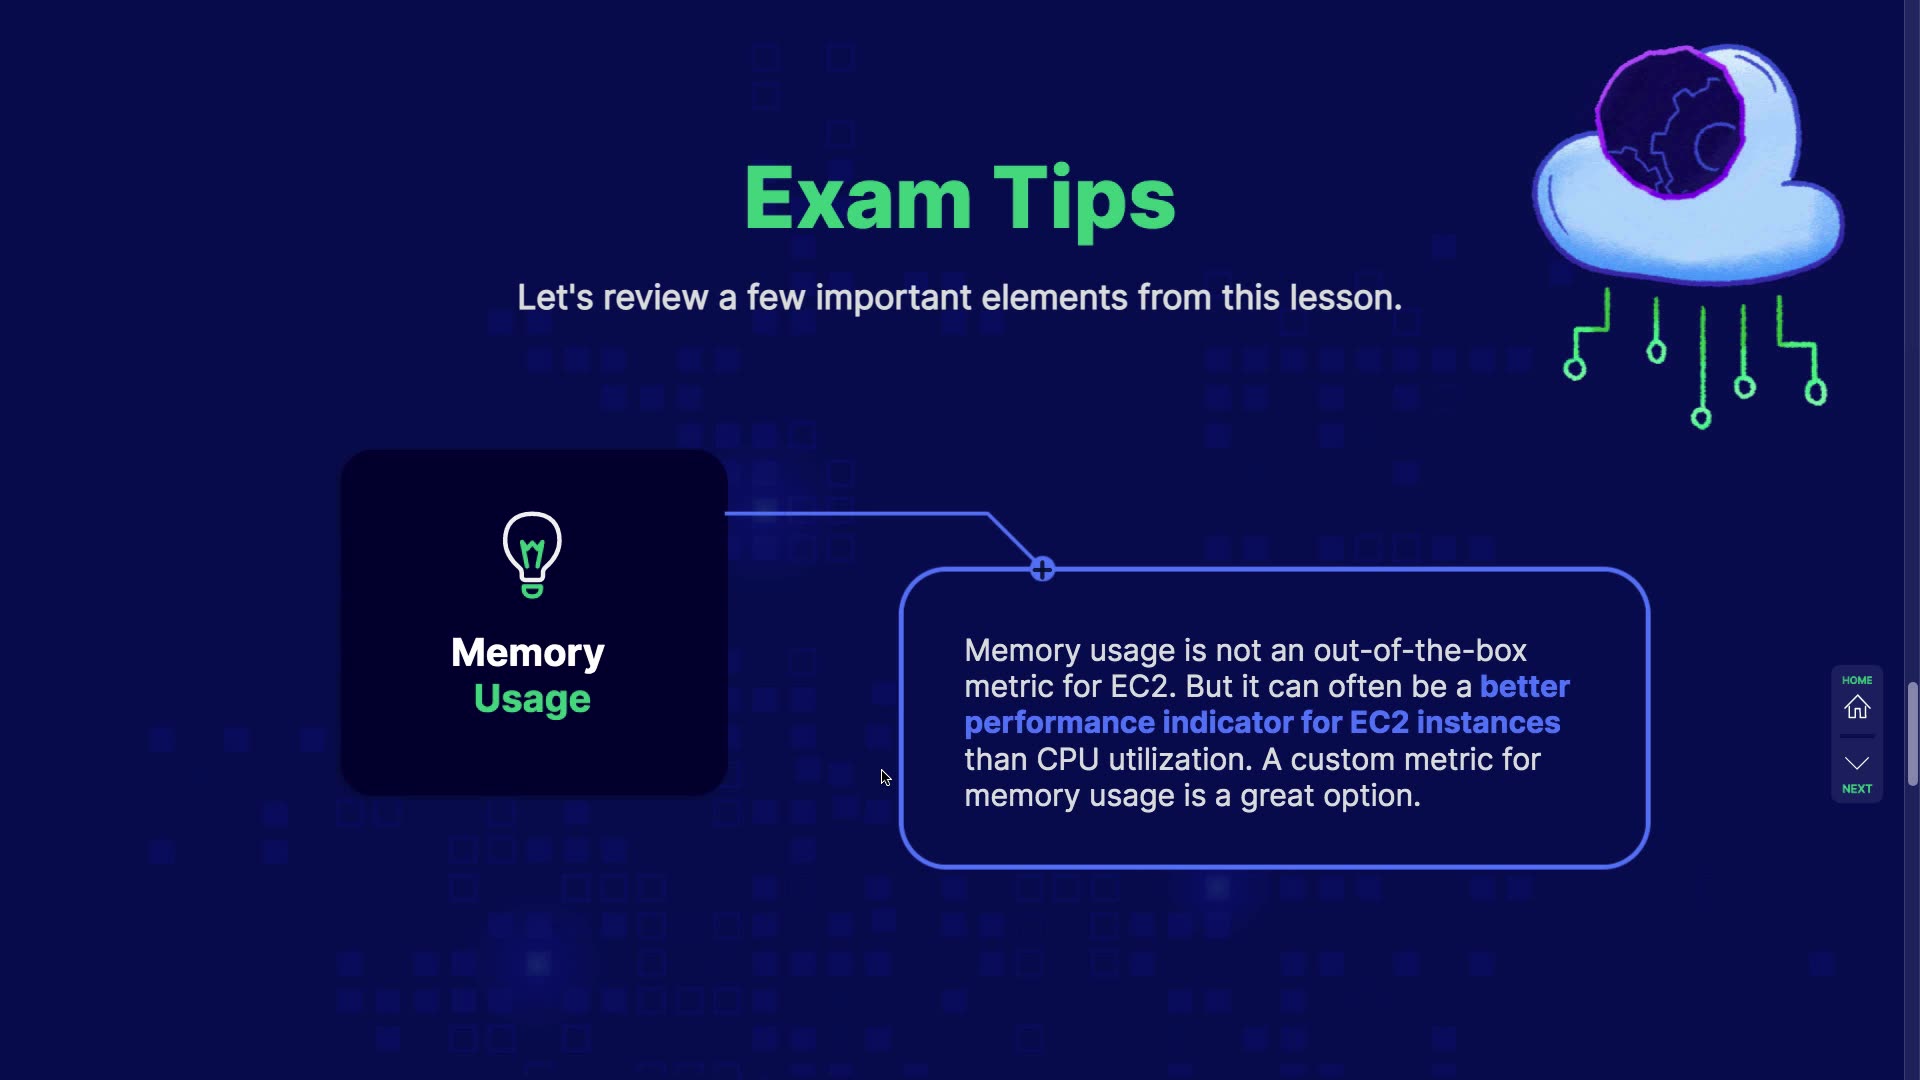 Exam Tips
Let's review a few important elements from this lesson.
Memory
Usage
Memory usage is not an out-of-the-box
metric for EC2. But it can often be a better
performance indicator for EC2 instances
than CPU utilization. A custom metric for
memory usage is a great option.
HOME
NEXT